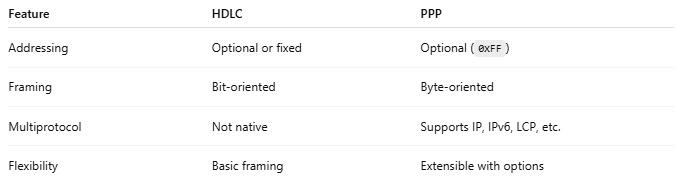 Feature HDLC PPP
Addressing Optional or fixed Optional ( 0xFF )
Framing Bit-oriented Byte-oriented
Multiprotocol Not native Supports IP, IPv6, LCP, etc.
Flexibility Basic framing Extensible with options